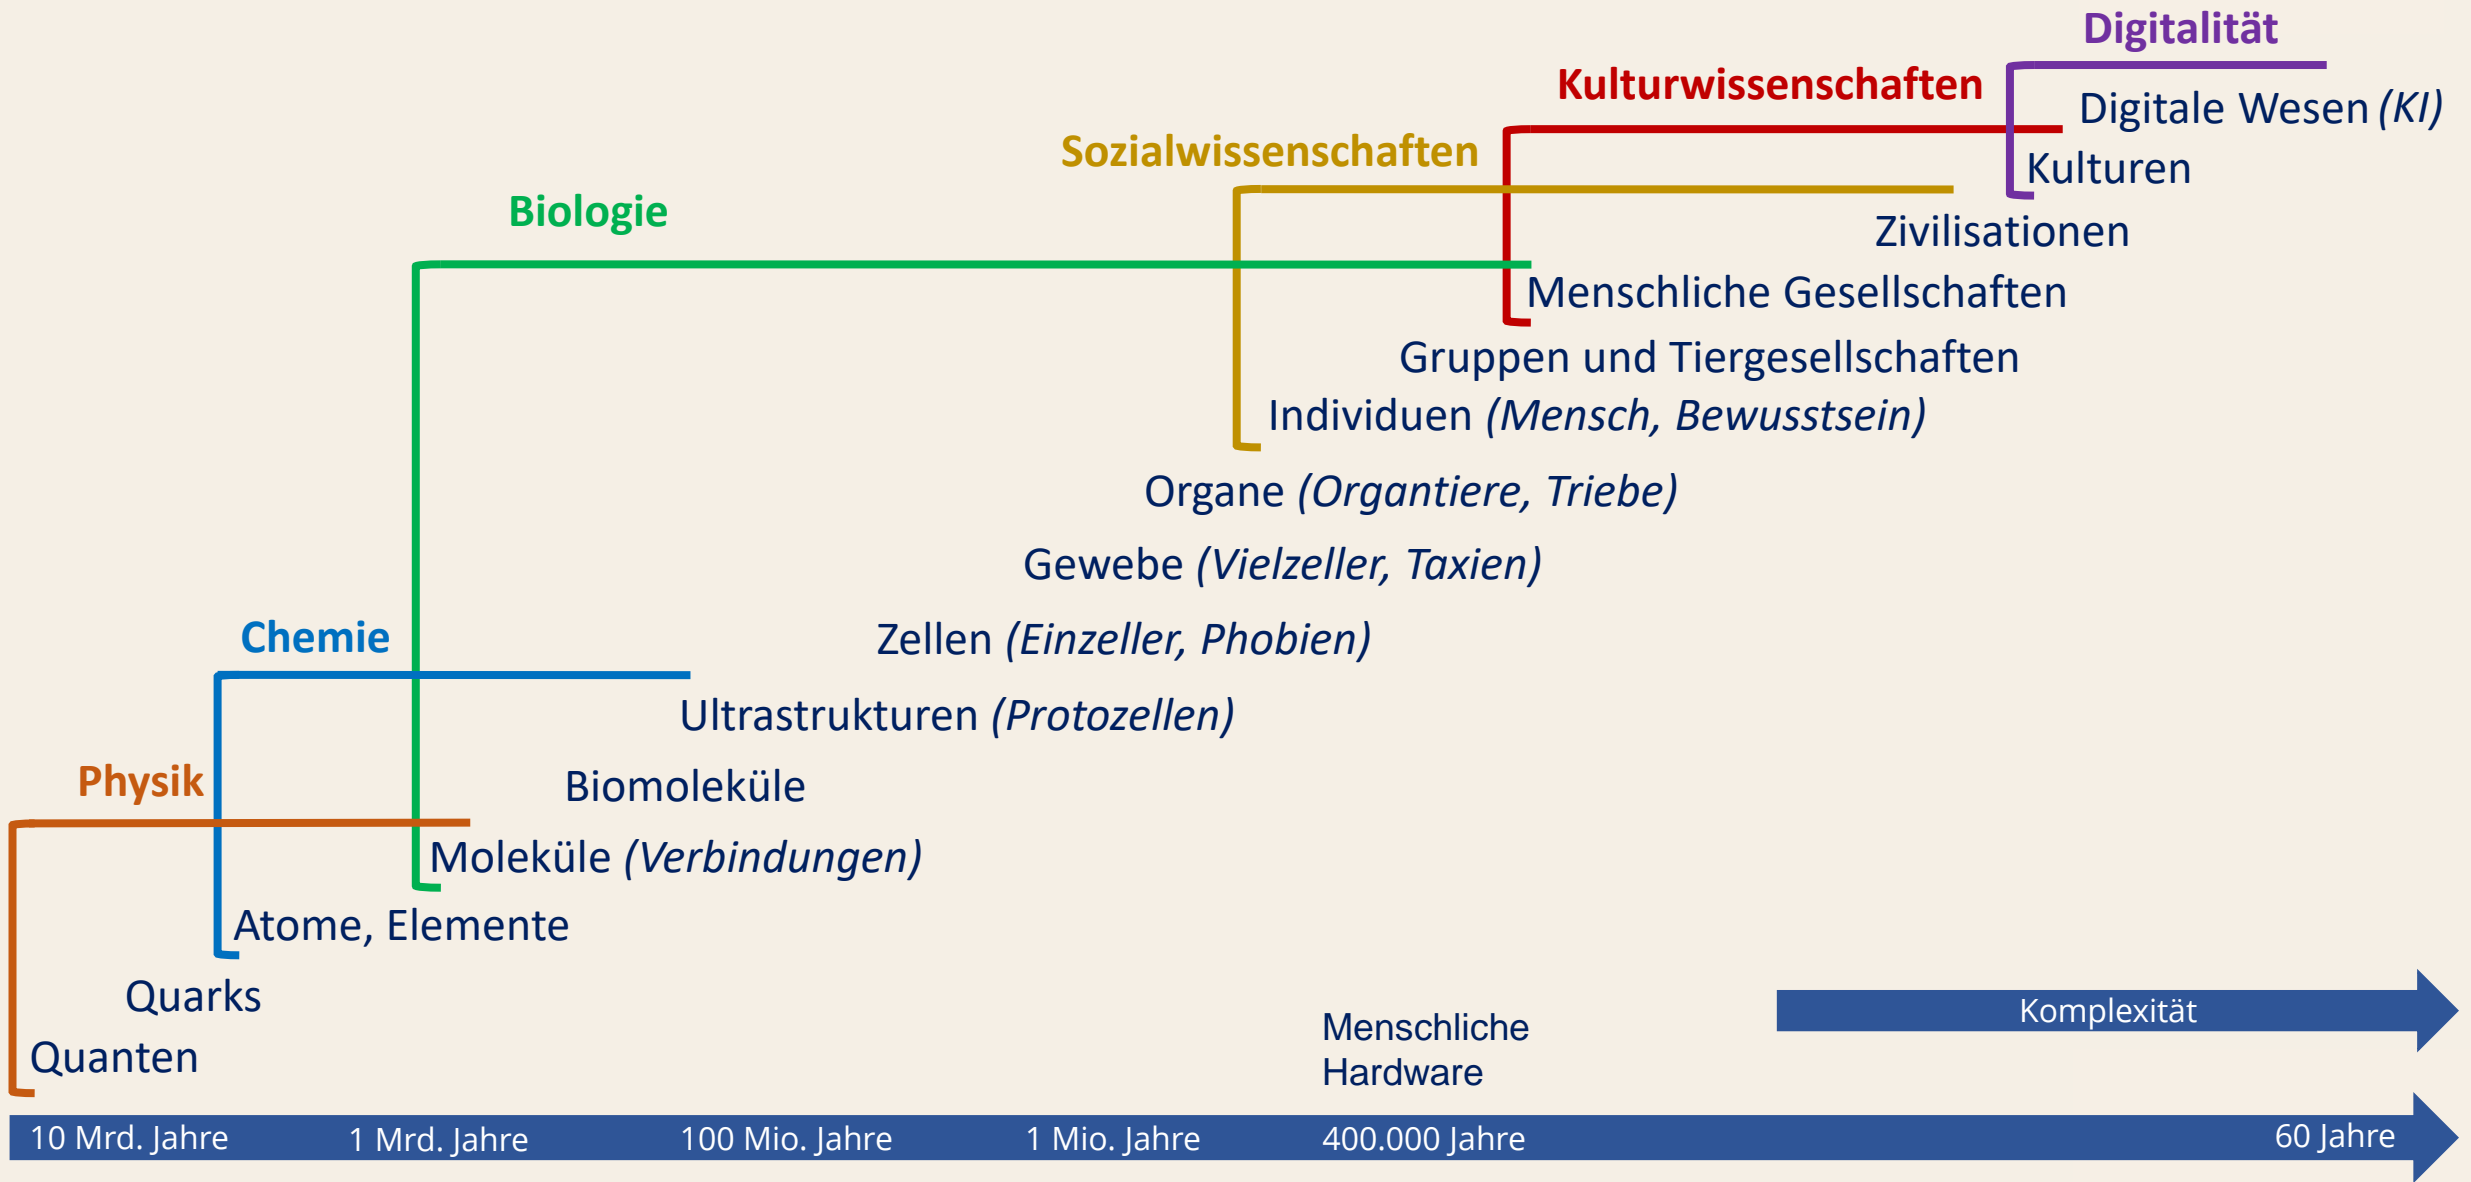 Digitalität
Kulturwissenschaften
Digitale Wesen (KI)
Sozialwissenschaften
Kulturen
Biologie
Zivilisationen
Menschliche Gesellschaften
Gruppen und Tiergesellschaften
Individuen (Mensch, Bewusstsein)
Organe (Organtiere, Triebe)
Gewebe (Vielzeller, Taxien)
Chemie
Zellen (Einzeller, Phobien)
Ultrastrukturen (Protozellen)
Physik
Biomoleküle
Moleküle (Verbindungen)
Atome, Elemente
Quarks
Komplexität
Menschliche
Hardware
Quanten
10 Mrd. Jahre
1 Mrd. Jahre
100 Mio. Jahre
1 Mio. Jahre
400.000 Jahre
60 Jahre